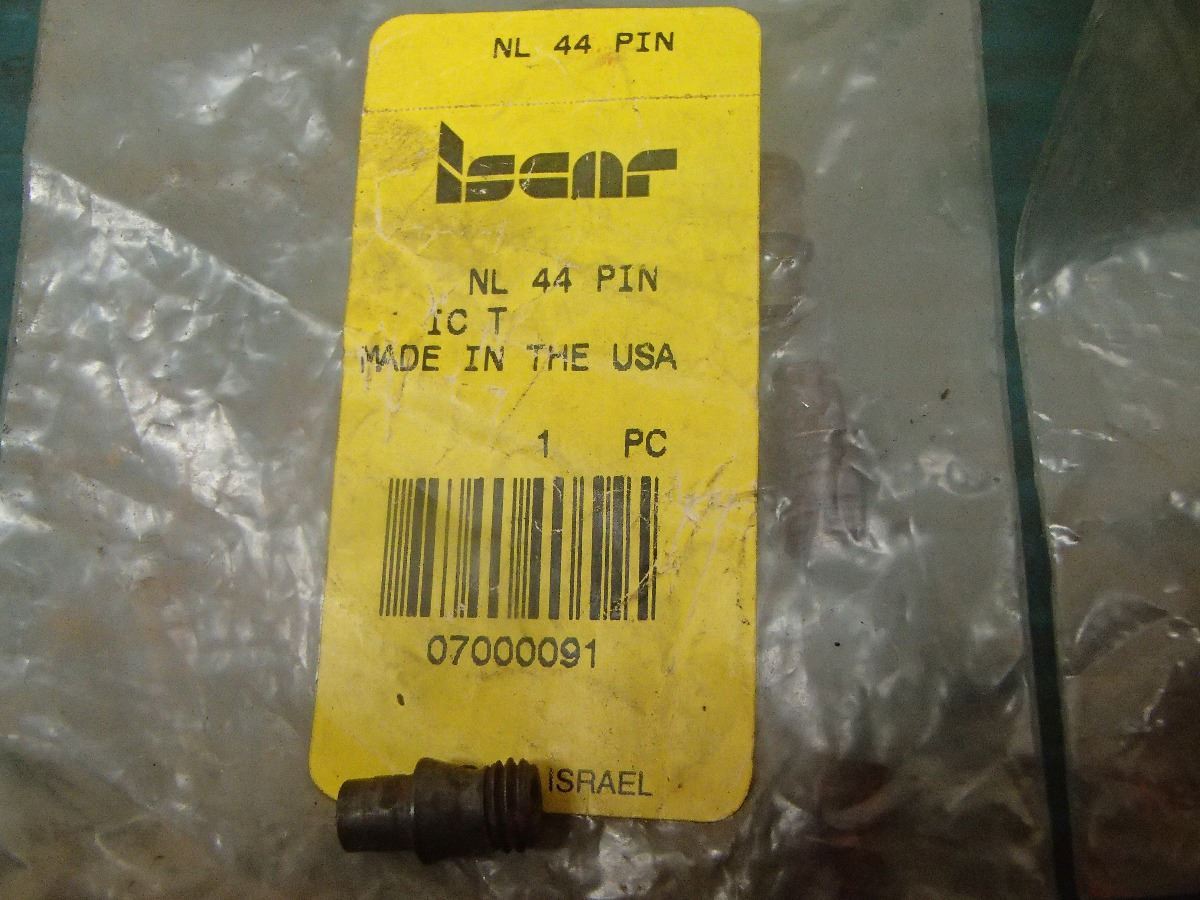 NL 44 PIN
Iscar
NL 44 PIN
IC T
MADE IN THE USA
1 PC
07000091
ISRAEL